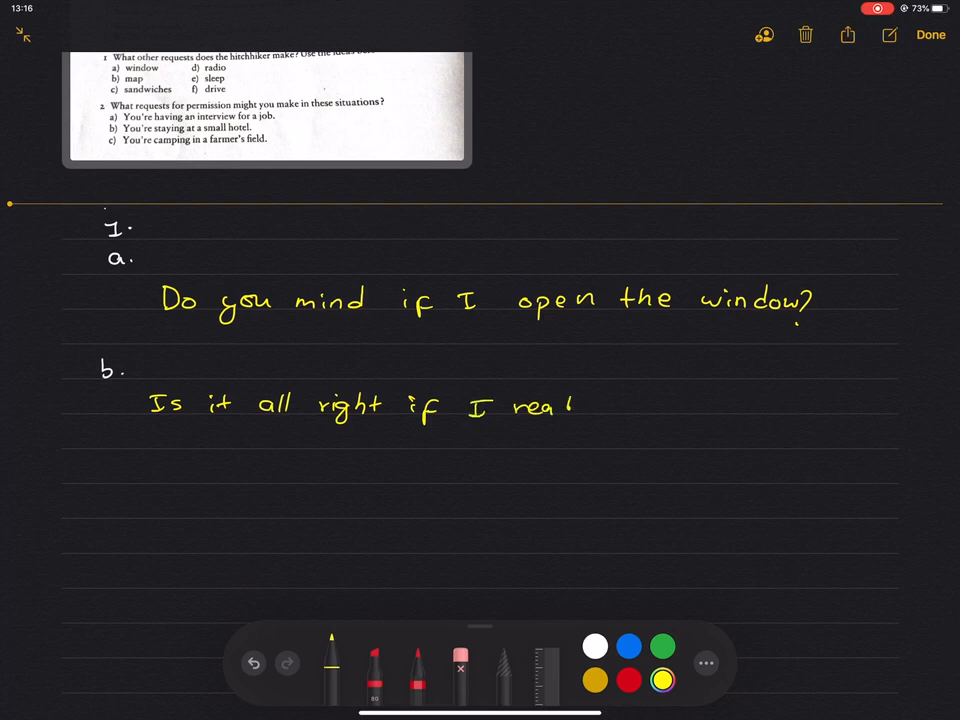 13:16
73%
Done
1 What other requests does the hitchhiker make? Use the ideas
a) window d) radio
b) map e) sleep
c) sandwiches f) drive
2 What requests for permission might you make in these situations?
a) You're having an interview for a job.
b) You're staying at a small hotel.
c) You're camping in a farmer's field.
1.
a.
Do you mind if I open the window?
b.
Is it all right if I rea
80